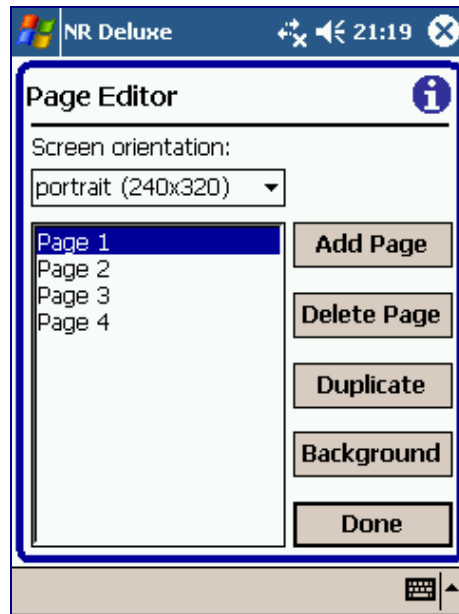 NR Deluxe 21:19
Page Editor
Screen orientation:
portrait (240x320)
Page 1
Page 2
Page 3
Page 4
Add Page
Delete Page
Duplicate
Background
Done